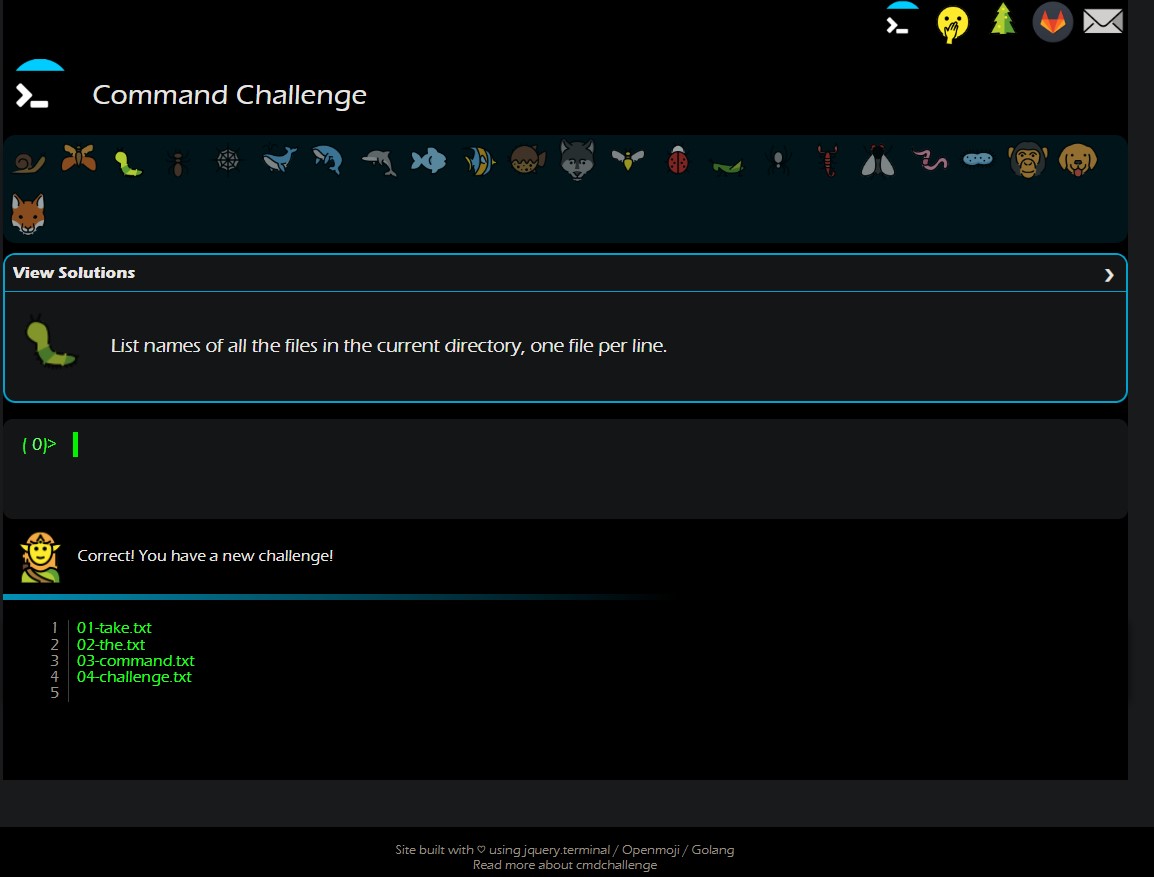 Command Challenge
View Solutions
List names of all the files in the current directory, one file per line.
( 0)>
Correct! You have a new challenge!
1 01-take.txt
2 02-the.txt
3 03-command.txt
4 04-challenge.txt
5
Site built with ♡ using jquery.terminal / Openmoji / Golang
Read more about cmdchallenge